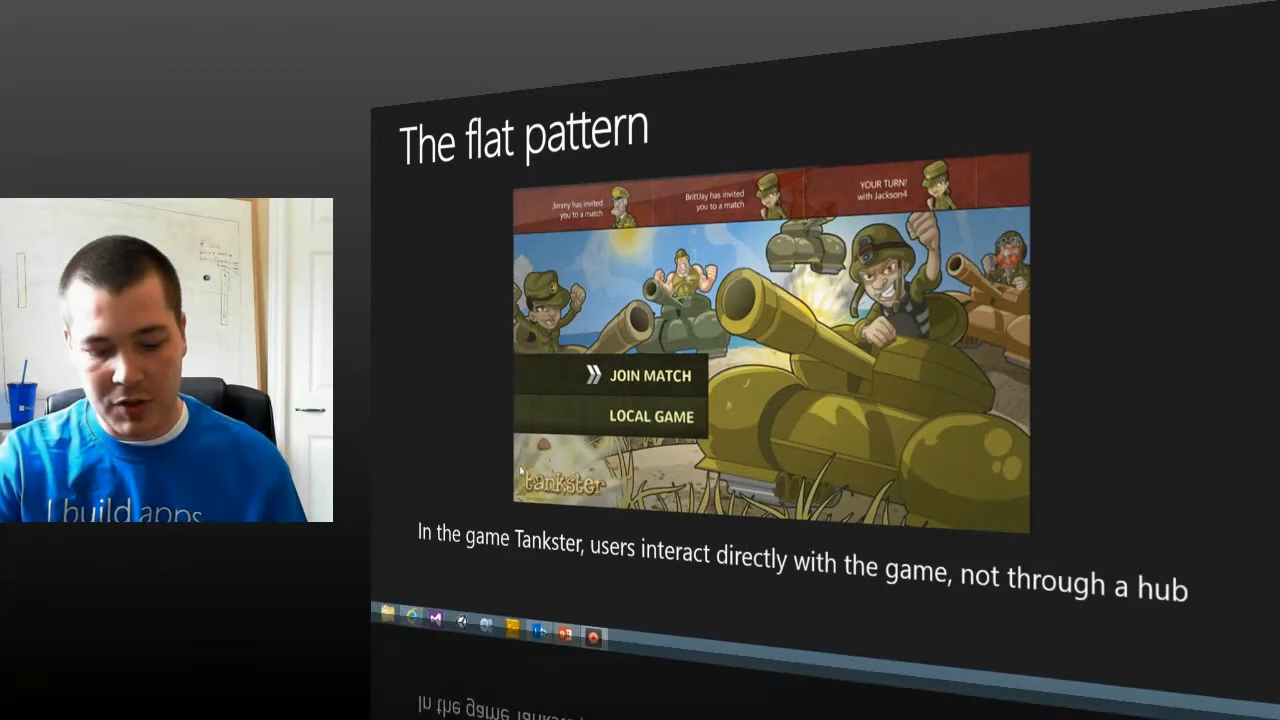 The flat pattern
Jimmy has invited
you to a match
BrittJay has invited
you to a match
YOUR TURN!
with Jackson4
JOIN MATCH
LOCAL GAME
tankster
I build apps
In the game Tankster, users interact directly with the game, not through a hub